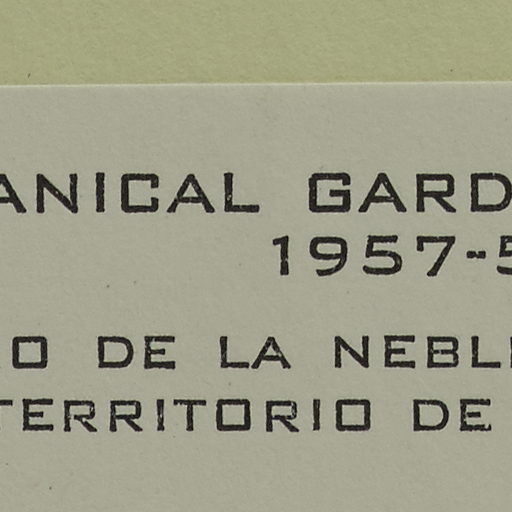 ANICAL GARD
1957-5
O DE LA NEBL
TERRITORIO DE